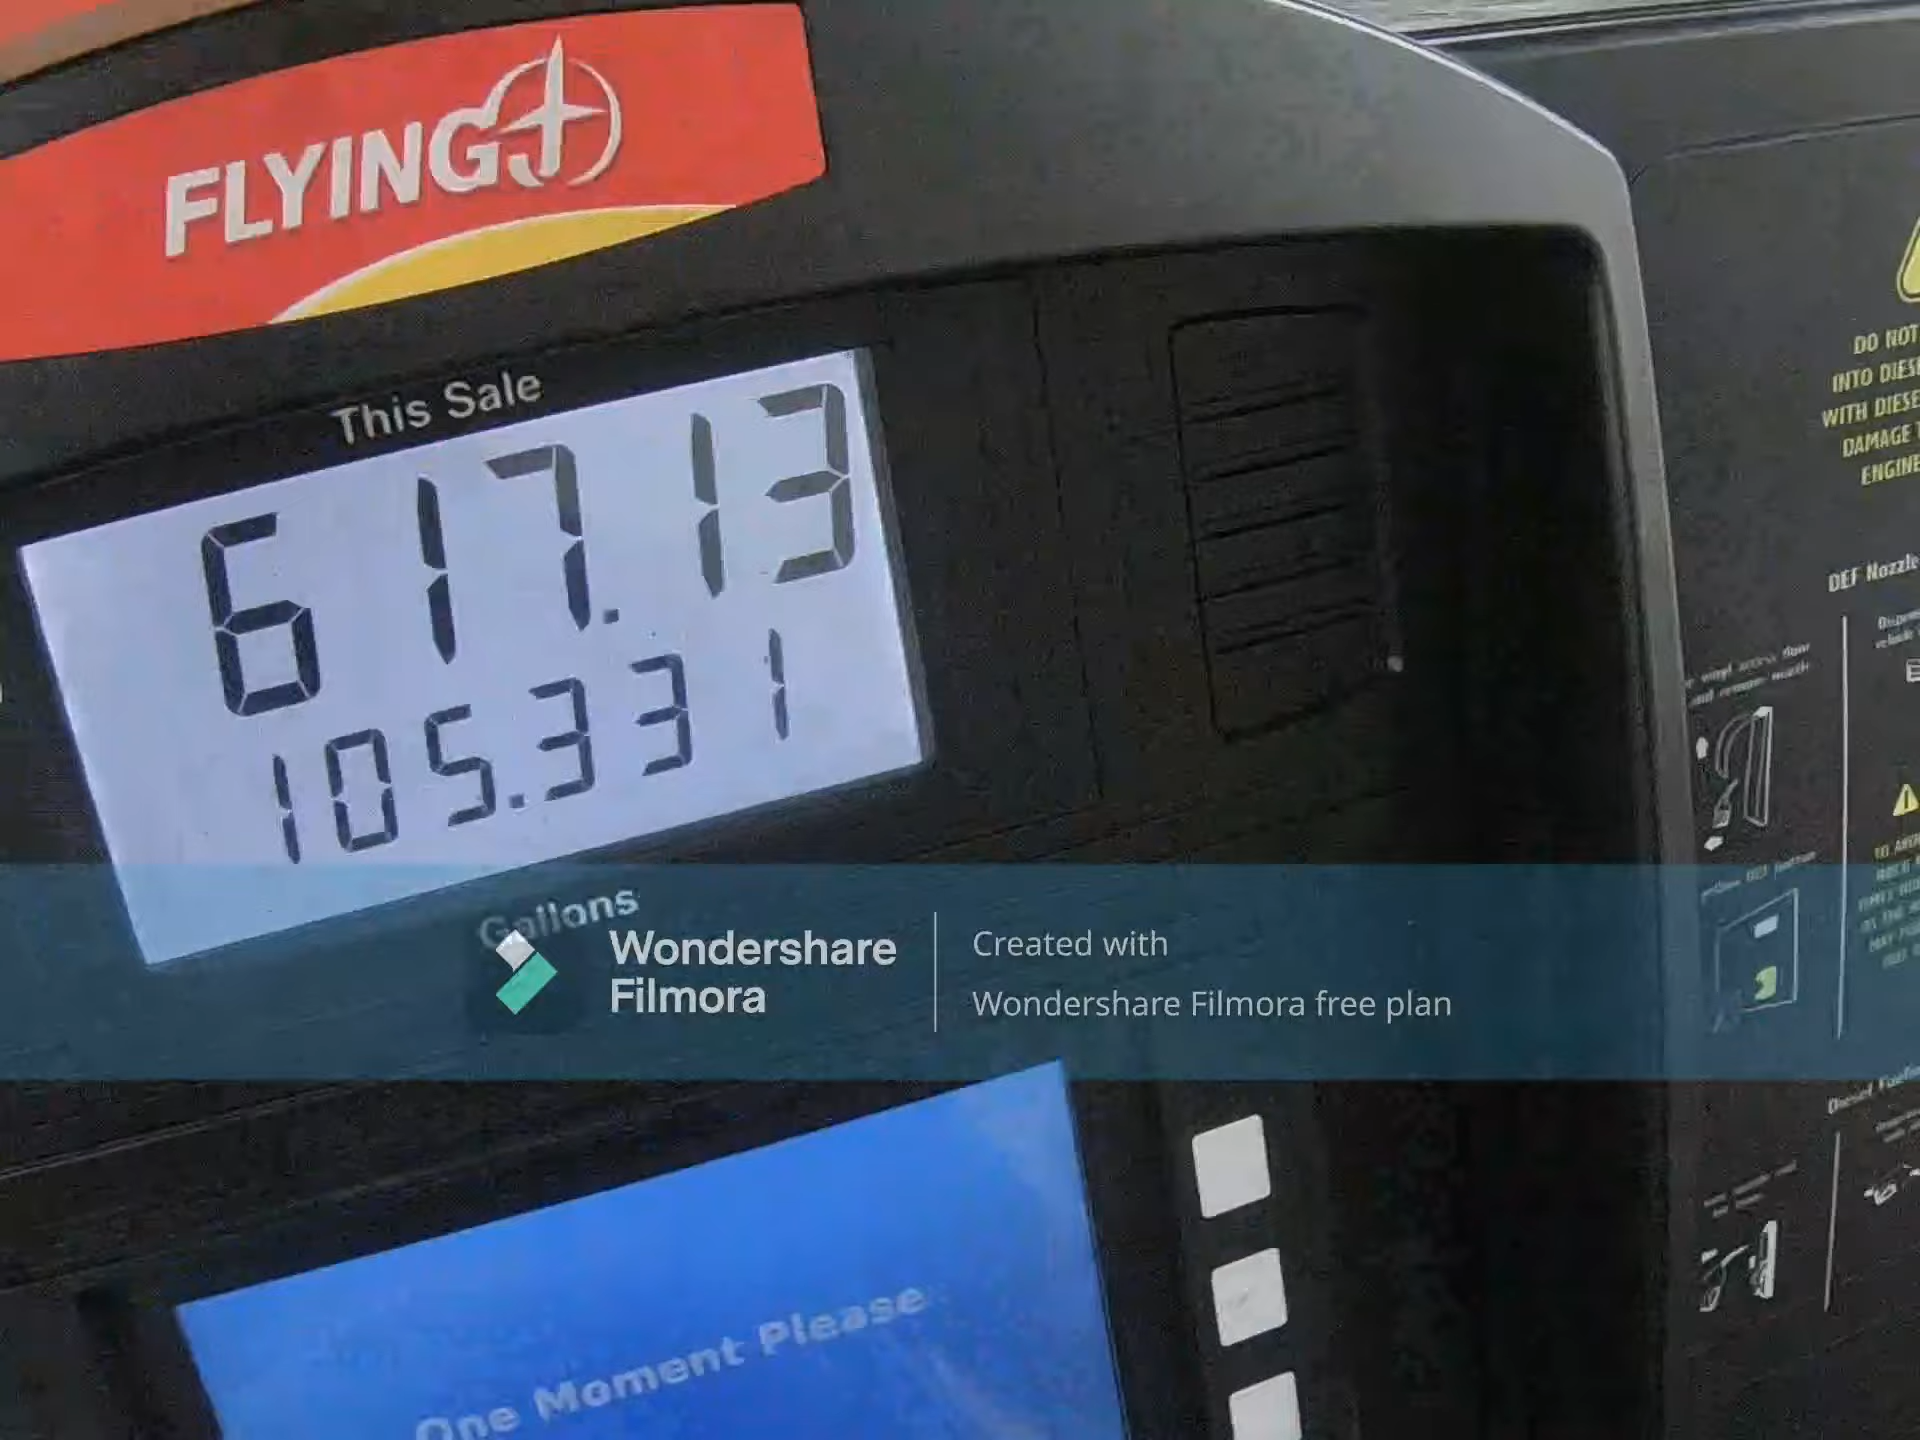 FLYING J
This Sale
617.13
105.331
Gallons
Wondershare
Filmora
Created with
Wondershare Filmora free plan
One Moment Please
DO NOT
INTO DIES
WITH DIESE
DAMAGE
ENGINE
DEF Nozzle